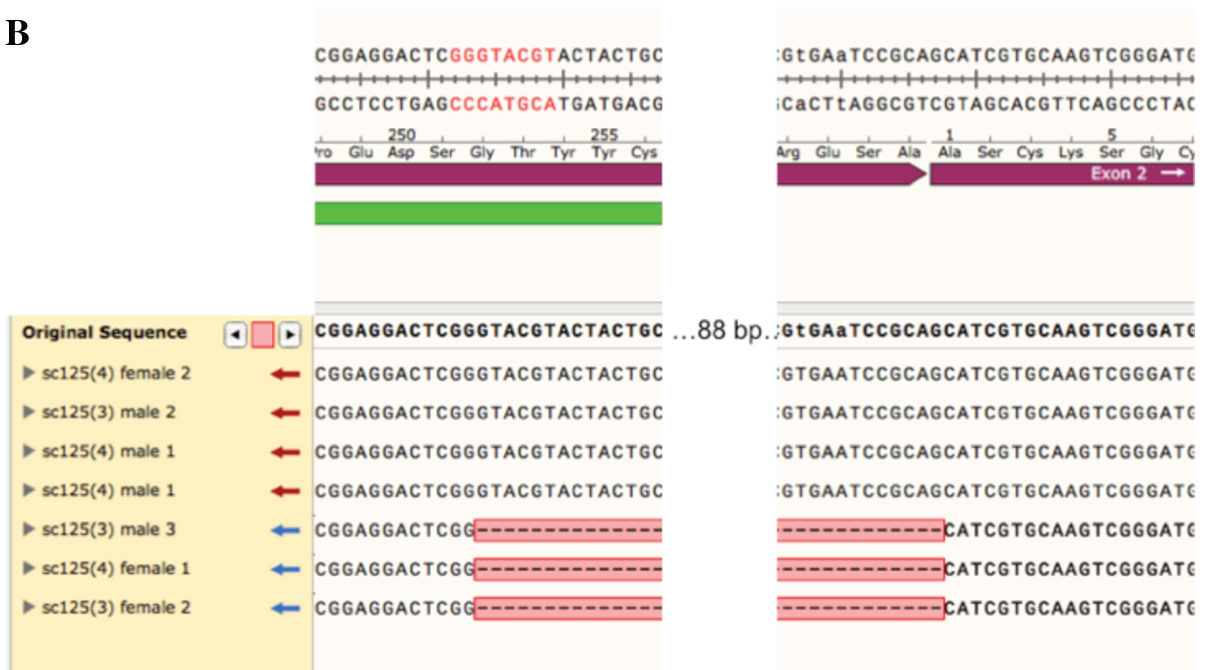 B
CGGAGGACTCGGGTACGTACTACTGC GtGAaTCCGCAGCATCGTGCAAGTCGGGATG
GCCTCCTGAGCCCATGCATGATGACG CaCTtAGGCGTCGTAGCACGTTCAGCCCTAC
250 255 1 5
Pro Glu Asp Ser Gly Thr Tyr Tyr Cys Arg Glu Ser Ala Ala Ser Cys Lys Ser Gly Cy
Exon 2
Original Sequence CGGAGGACTCGGGTACGTACTACTGC ...88 bp.. GtGAaTCCGCAGCATCGTGCAAGTCGGGATG
sc125(4) female 2 CGGAGGACTCGGGTACGTACTACTGC GTGAATCCGCAGCATCGTGCAAGTCGGGATG
sc125(3) male 2 CGGAGGACTCGGGTACGTACTACTGC GTGAATCCGCAGCATCGTGCAAGTCGGGATG
sc125(4) male 1 CGGAGGACTCGGGTACGTACTACTGC GTGAATCCGCAGCATCGTGCAAGTCGGGATG
sc125(4) male 1 CGGAGGACTCGGGTACGTACTACTGC GTGAATCCGCAGCATCGTGCAAGTCGGGATG
sc125(3) male 3 CGGAGGACTCGG-------------- ------------CATCGTGCAAGTCGGGATG
sc125(4) female 1 CGGAGGACTCGG-------------- ------------CATCGTGCAAGTCGGGATG
sc125(3) female 2 CGGAGGACTCGG-------------- ------------CATCGTGCAAGTCGGGATG